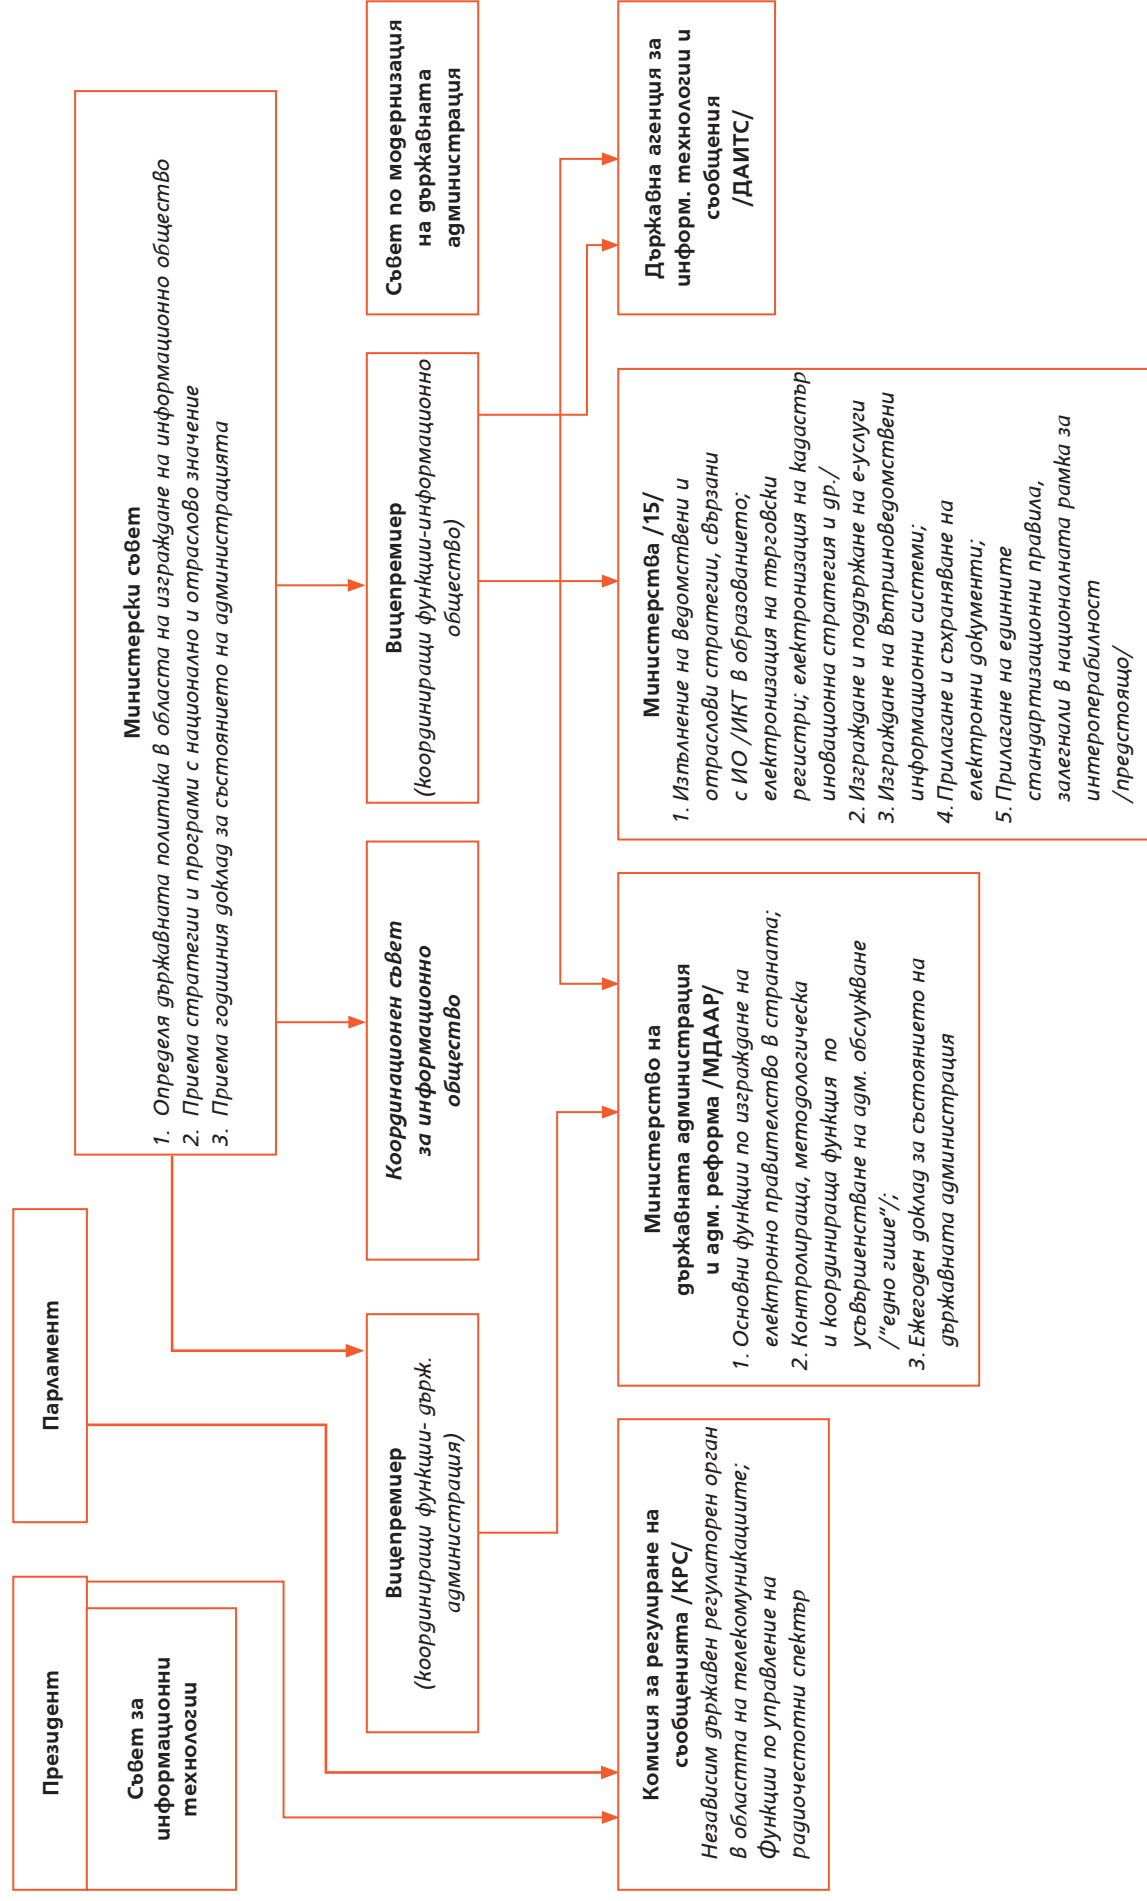 Президент
Съвет за
информационни
технологии
Парламент
Министерски съвет
1. Определя държавната политика в областта на изграждане на информационно общество
2. Приема стратегии и програми с национално и отраслово значение
3. Приема годишния доклад за състоянието на администрацията
Вицепремиер
(координиращи функции- държ.
администрация)
Координационен съвет
за информационно
общество
Вицепремиер
(координиращи функции-информационно
общество)
Съвет по модернизация
на държавната
администрация
Комисия за регулиране на
съобщенията /КРС/
Независим държавен регулаторен орган
в областта на телекомуникациите;
Функции по управление на
радиочестотни спектър
Министерство на
държавната администрация
и адм. реформа /МДААР/
1. Основни функции по изграждане на
електронно правителство в страната;
2. Контролираща, методологическа
и координираща функция по
усъвършенстване на адм. обслужване
/"едно гише"/;
3. Ежегоден доклад за състоянието на
държавната администрация
Министерства /15/
1. Изпълнение на ведомствени и
отраслови стратегии, свързани
с ИО /ИКТ в образованието;
електронизация на търговски
регистри; електронизация на кадастър
иновационна стратегия и др./
2. Изграждане и поддържане на е-услуги
3. Изграждане на вътришноведомствени
информационни системи;
4. Прилагане и съхраняване на
електронни документи;
5. Прилагане на единните
стандартизационни правила,
залегнали в националната рамка за
интероперабилност
/предстоящо/
Държавна агенция за
информ. технологии и
съобщения
/ДАИТС/